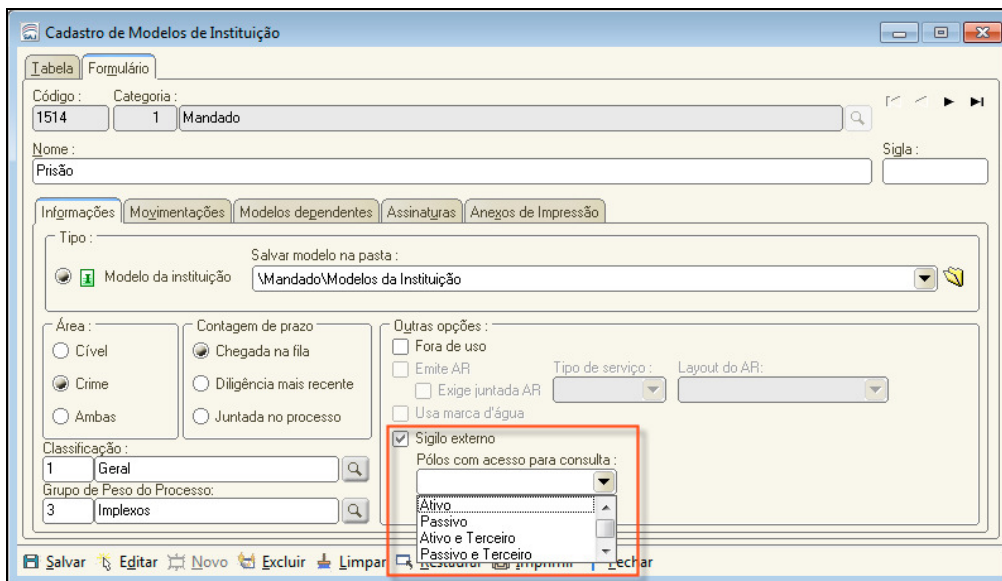 Cadastro de Modelos de Instituição
Tabela Formulário
Código : Categoria :
1514 1 Mandado
Nome : Sigla :
Prisão
Informações Movimentações Modelos dependentes Assinaturas Anexos de Impressão
Tipo :
Salvar modelo na pasta :
Modelo da instituição \Mandado\Modelos da Instituição
Área : Contagem de prazo Outras opções :
Cível Chegada na fila Fora de uso
Emite AR Tipo de serviço : Layout do AR:
Crime Diligência mais recente Exige juntada AR
Ambas Juntada no processo Usa marca d'água
Sigilo externo
Classificação : Pólos com acesso para consulta :
1 Geral
Grupo de Peso do Processo:
3 Implexos
Ativo
Passivo
Ativo e Terceiro
Passivo e Terceiro
Salvar Editar Novo Excluir Limpar Restaurar Imprimir Fechar